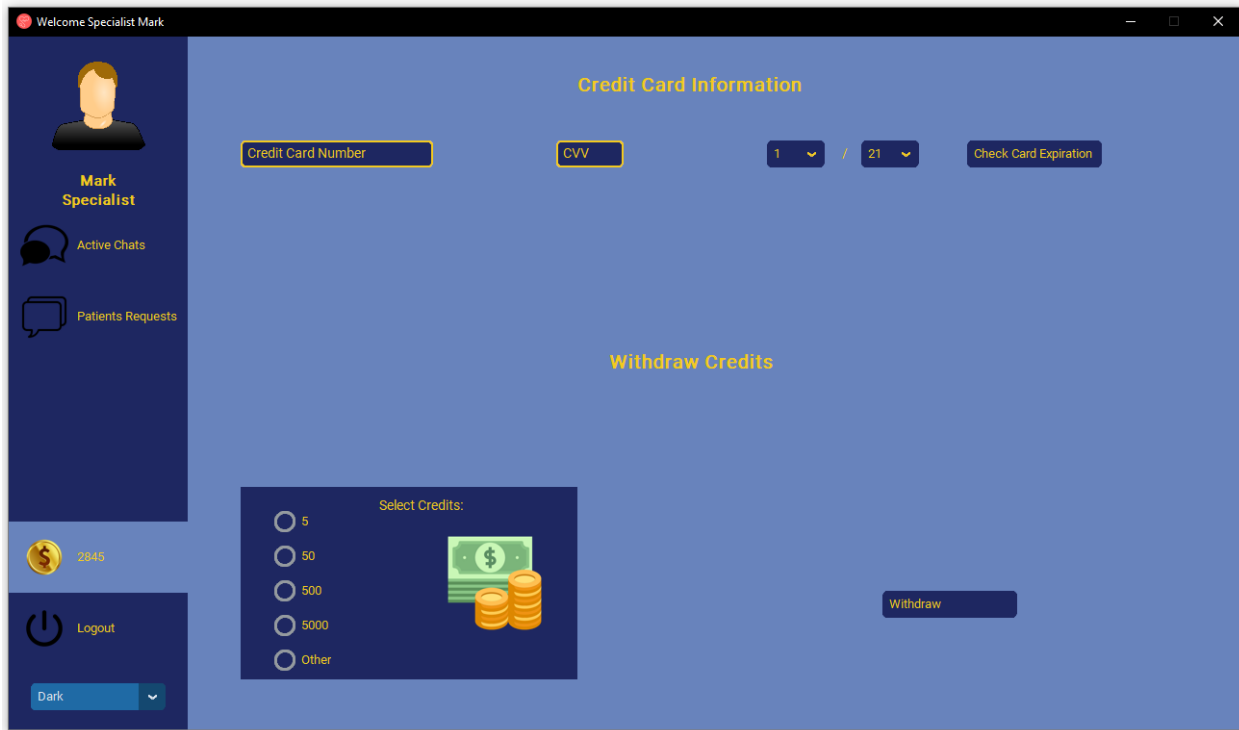 Welcome Specialist Mark
Mark
Specialist
Active Chats
Patients Requests
2845
Logout
Dark
Credit Card Information
Credit Card Number
CVV
1 / 21
Check Card Expiration
Withdraw Credits
Select Credits:
5
50
500
5000
Other
Withdraw